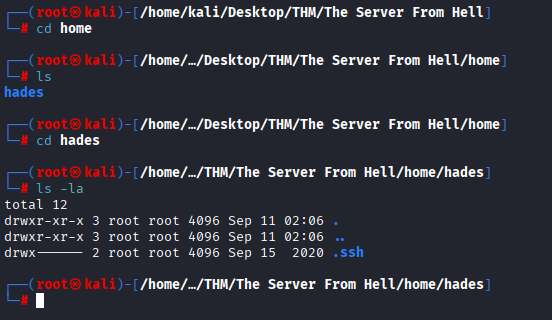 ┌──(root㉿kali)-[/home/kali/Desktop/THM/The Server From Hell]
└─# cd home
┌──(root㉿kali)-[/home/…/Desktop/THM/The Server From Hell/home]
└─# ls
hades
┌──(root㉿kali)-[/home/…/Desktop/THM/The Server From Hell/home]
└─# cd hades
┌──(root㉿kali)-[/home/…/THM/The Server From Hell/home/hades]
└─# ls -la
total 12
drwxr-xr-x 3 root root 4096 Sep 11 02:06 .
drwxr-xr-x 3 root root 4096 Sep 11 02:06 ..
drwx------ 2 root root 4096 Sep 15  2020 .ssh
┌──(root㉿kali)-[/home/…/THM/The Server From Hell/home/hades]
└─#